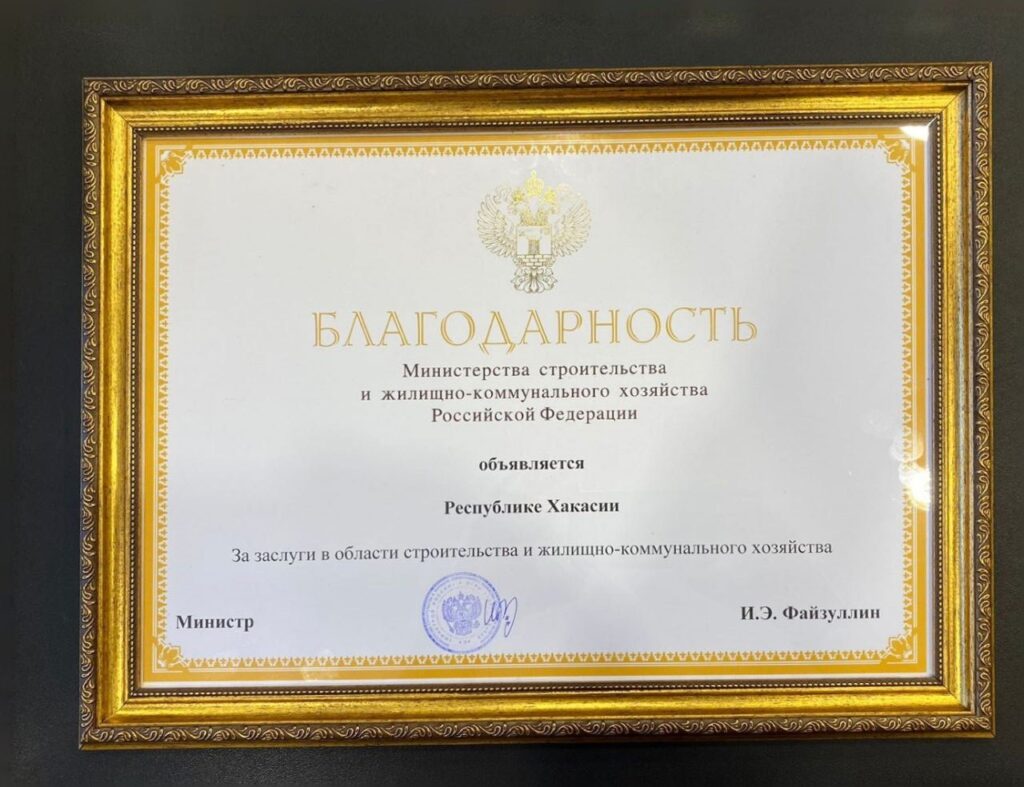 БЛАГОДАРНОСТЬ
Министерства строительства
и жилищно-коммунального хозяйства
Российской Федерации
объявляется
Республике Хакасии
За заслуги в области строительства и жилищно-коммунального хозяйства
Министр
И.Э. Файзуллин